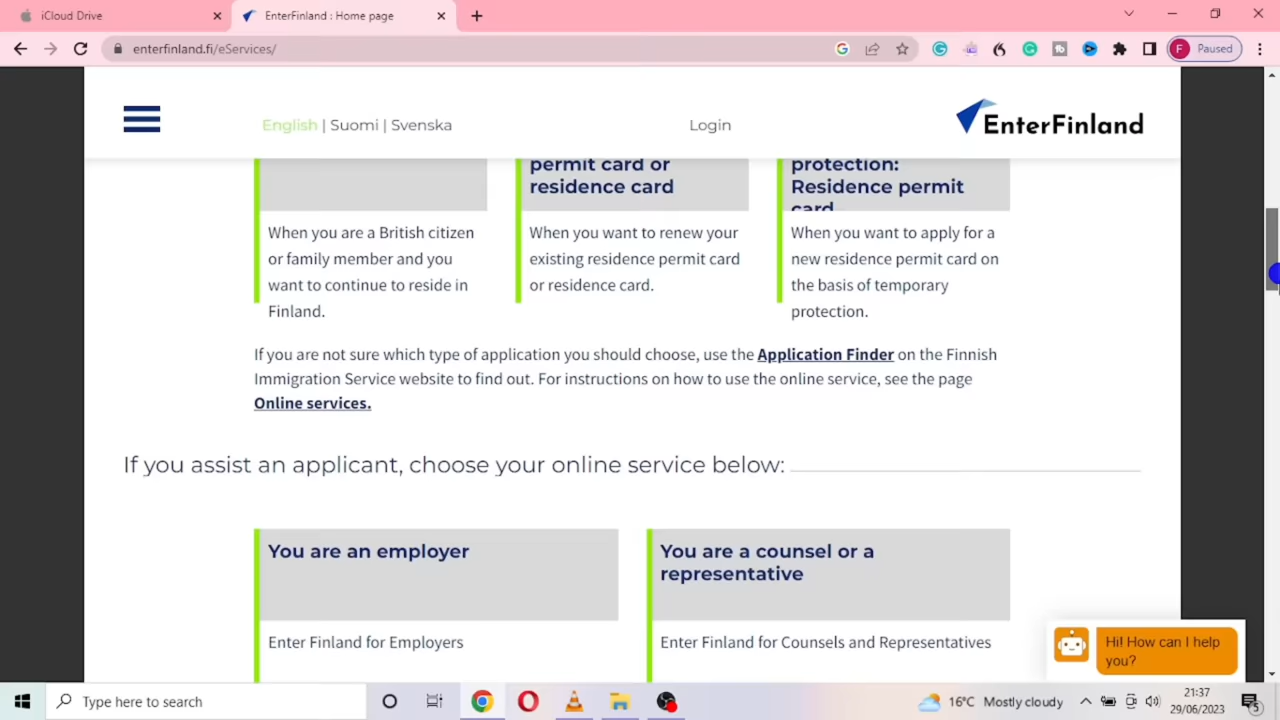 iCloud Drive
EnterFinland : Home page
enterfinland.fi/eServices/
F Paused
English | Suomi | Svenska
Login
EnterFinland
permit card or
residence card
protection:
Residence permit
card
When you are a British citizen
or family member and you
want to continue to reside in
Finland.
When you want to renew your
existing residence permit card
or residence card.
When you want to apply for a
new residence permit card on
the basis of temporary
protection.
If you are not sure which type of application you should choose, use the Application Finder on the Finnish
Immigration Service website to find out. For instructions on how to use the online service, see the page
Online services.
If you assist an applicant, choose your online service below:
You are an employer
You are a counsel or a
representative
Enter Finland for Employers
Enter Finland for Counsels and Representatives
Hi! How can I help
you?
Type here to search
16°C Mostly cloudy
21:37
29/06/2023
5